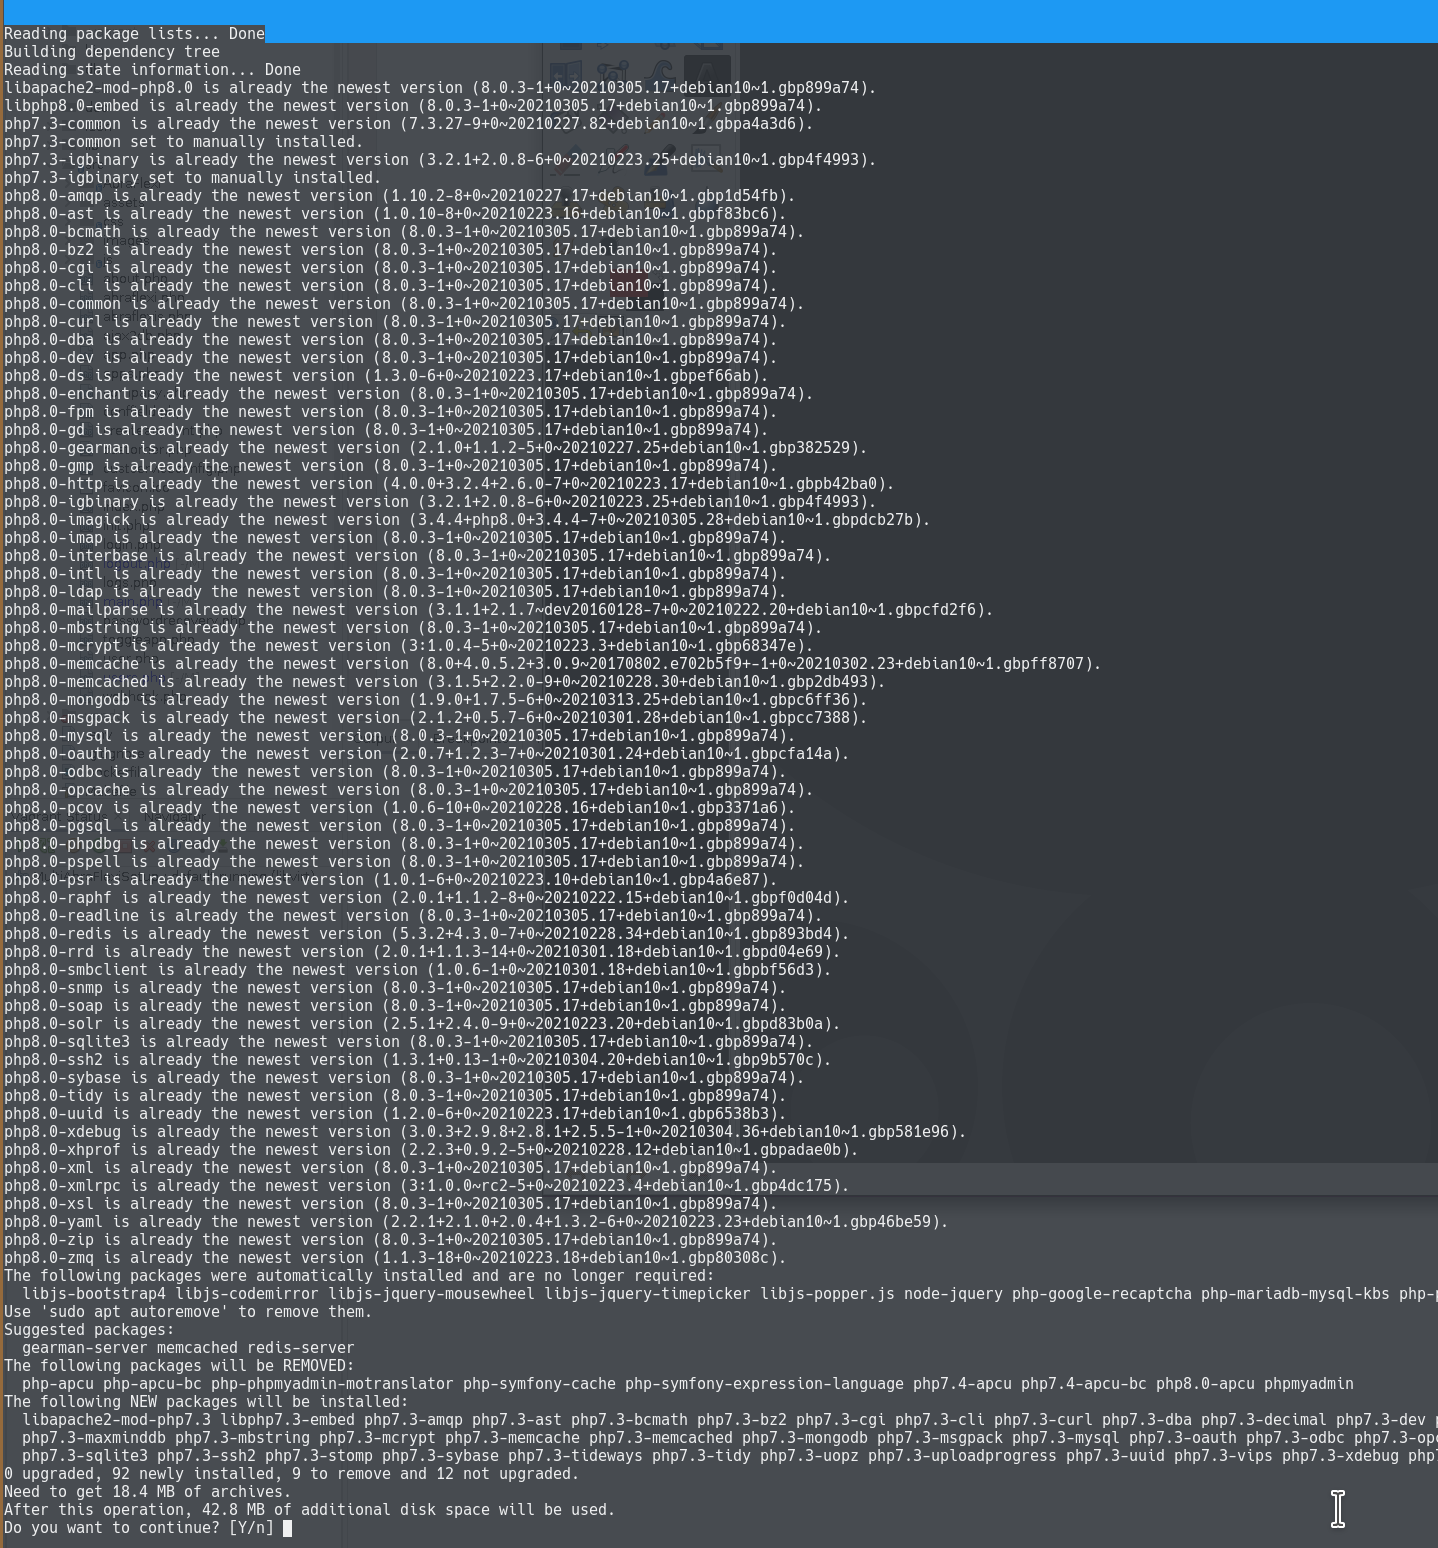 Reading package lists... Done
Building dependency tree
Reading state information... Done
libapache2-mod-php8.0 is already the newest version (8.0.3-1+0~20210305.17+debian10~1.gbp899a74).
libphp8.0-embed is already the newest version (8.0.3-1+0~20210305.17+debian10~1.gbp899a74).
php7.3-common is already the newest version (7.3.27-9+0~20210227.82+debian10~1.gbpa4a3d6).
php7.3-common set to manually installed.
php7.3-igbinary is already the newest version (3.2.1+2.0.8-6+0~20210223.25+debian10~1.gbp4f4993).
php7.3-igbinary set to manually installed.
php8.0-amqp is already the newest version (1.10.2-8+0~20210227.17+debian10~1.gbp1d54fb).
php8.0-ast is already the newest version (1.0.10-8+0~20210223.16+debian10~1.gbpf83bc6).
php8.0-bcmath is already the newest version (8.0.3-1+0~20210305.17+debian10~1.gbp899a74).
php8.0-bz2 is already the newest version (8.0.3-1+0~20210305.17+debian10~1.gbp899a74).
php8.0-cgi is already the newest version (8.0.3-1+0~20210305.17+debian10~1.gbp899a74).
php8.0-cli is already the newest version (8.0.3-1+0~20210305.17+debian10~1.gbp899a74).
php8.0-common is already the newest version (8.0.3-1+0~20210305.17+debian10~1.gbp899a74).
php8.0-curl is already the newest version (8.0.3-1+0~20210305.17+debian10~1.gbp899a74).
php8.0-dba is already the newest version (8.0.3-1+0~20210305.17+debian10~1.gbp899a74).
php8.0-dev is already the newest version (8.0.3-1+0~20210305.17+debian10~1.gbp899a74).
php8.0-ds is already the newest version (1.3.0-6+0~20210223.17+debian10~1.gbpef66ab).
php8.0-enchant is already the newest version (8.0.3-1+0~20210305.17+debian10~1.gbp899a74).
php8.0-fpm is already the newest version (8.0.3-1+0~20210305.17+debian10~1.gbp899a74).
php8.0-gd is already the newest version (8.0.3-1+0~20210305.17+debian10~1.gbp899a74).
php8.0-gearman is already the newest version (2.1.0+1.1.2-5+0~20210227.25+debian10~1.gbp382529).
php8.0-gmp is already the newest version (8.0.3-1+0~20210305.17+debian10~1.gbp899a74).
php8.0-http is already the newest version (4.0.0+3.2.4+2.6.0-7+0~20210223.17+debian10~1.gbpb42ba0).
php8.0-igbinary is already the newest version (3.2.1+2.0.8-6+0~20210223.25+debian10~1.gbp4f4993).
php8.0-imagick is already the newest version (3.4.4+php8.0+3.4.4-7+0~20210305.28+debian10~1.gbpdcb27b).
php8.0-imap is already the newest version (8.0.3-1+0~20210305.17+debian10~1.gbp899a74).
php8.0-interbase is already the newest version (8.0.3-1+0~20210305.17+debian10~1.gbp899a74).
php8.0-intl is already the newest version (8.0.3-1+0~20210305.17+debian10~1.gbp899a74).
php8.0-ldap is already the newest version (8.0.3-1+0~20210305.17+debian10~1.gbp899a74).
php8.0-mailparse is already the newest version (3.1.1+2.1.7~dev20160128-7+0~20210222.20+debian10~1.gbpcfd2f6).
php8.0-mbstring is already the newest version (8.0.3-1+0~20210305.17+debian10~1.gbp899a74).
php8.0-mcrypt is already the newest version (3:1.0.4-5+0~20210223.3+debian10~1.gbp68347e).
php8.0-memcache is already the newest version (8.0+4.0.5.2+3.0.9~20170802.e702b5f9+-1+0~20210302.23+debian10~1.gbpff8707).
php8.0-memcached is already the newest version (3.1.5+2.2.0-9+0~20210228.30+debian10~1.gbp2db493).
php8.0-mongodb is already the newest version (1.9.0+1.7.5-6+0~20210313.25+debian10~1.gbpc6ff36).
php8.0-msgpack is already the newest version (2.1.2+0.5.7-6+0~20210301.28+debian10~1.gbpcc7388).
php8.0-mysql is already the newest version (8.0.3-1+0~20210305.17+debian10~1.gbp899a74).
php8.0-oauth is already the newest version (2.0.7+1.2.3-7+0~20210301.24+debian10~1.gbpcfa14a).
php8.0-odbc is already the newest version (8.0.3-1+0~20210305.17+debian10~1.gbp899a74).
php8.0-opcache is already the newest version (8.0.3-1+0~20210305.17+debian10~1.gbp899a74).
php8.0-pcov is already the newest version (1.0.6-10+0~20210228.16+debian10~1.gbp3371a6).
php8.0-pgsql is already the newest version (8.0.3-1+0~20210305.17+debian10~1.gbp899a74).
php8.0-phpdbg is already the newest version (8.0.3-1+0~20210305.17+debian10~1.gbp899a74).
php8.0-pspell is already the newest version (8.0.3-1+0~20210305.17+debian10~1.gbp899a74).
php8.0-psr is already the newest version (1.0.1-6+0~20210223.10+debian10~1.gbp4a6e87).
php8.0-raphf is already the newest version (2.0.1+1.1.2-8+0~20210222.15+debian10~1.gbpf0d04d).
php8.0-readline is already the newest version (8.0.3-1+0~20210305.17+debian10~1.gbp899a74).
php8.0-redis is already the newest version (5.3.2+4.3.0-7+0~20210228.34+debian10~1.gbp893bd4).
php8.0-rrd is already the newest version (2.0.1+1.1.3-14+0~20210301.18+debian10~1.gbpd04e69).
php8.0-smbclient is already the newest version (1.0.6-1+0~20210301.18+debian10~1.gbpbf56d3).
php8.0-snmp is already the newest version (8.0.3-1+0~20210305.17+debian10~1.gbp899a74).
php8.0-soap is already the newest version (8.0.3-1+0~20210305.17+debian10~1.gbp899a74).
php8.0-solr is already the newest version (2.5.1+2.4.0-9+0~20210223.20+debian10~1.gbpd83b0a).
php8.0-sqlite3 is already the newest version (8.0.3-1+0~20210305.17+debian10~1.gbp899a74).
php8.0-ssh2 is already the newest version (1.3.1+0.13-1+0~20210304.20+debian10~1.gbp9b570c).
php8.0-sybase is already the newest version (8.0.3-1+0~20210305.17+debian10~1.gbp899a74).
php8.0-tidy is already the newest version (8.0.3-1+0~20210305.17+debian10~1.gbp899a74).
php8.0-uuid is already the newest version (1.2.0-6+0~20210223.17+debian10~1.gbp6538b3).
php8.0-xdebug is already the newest version (3.0.3+2.9.8+2.8.1+2.5.5-1+0~20210304.36+debian10~1.gbp581e96).
php8.0-xhprof is already the newest version (2.2.3+0.9.2-5+0~20210228.12+debian10~1.gbpadae0b).
php8.0-xml is already the newest version (8.0.3-1+0~20210305.17+debian10~1.gbp899a74).
php8.0-xmlrpc is already the newest version (3:1.0.0~rc2-5+0~20210223.4+debian10~1.gbp4dc175).
php8.0-xsl is already the newest version (8.0.3-1+0~20210305.17+debian10~1.gbp899a74).
php8.0-yaml is already the newest version (2.2.1+2.1.0+2.0.4+1.3.2-6+0~20210223.23+debian10~1.gbp46be59).
php8.0-zip is already the newest version (8.0.3-1+0~20210305.17+debian10~1.gbp899a74).
php8.0-zmq is already the newest version (1.1.3-18+0~20210223.18+debian10~1.gbp80308c).
The following packages were automatically installed and are no longer required:
libjs-bootstrap4 libjs-codemirror libjs-jquery-mousewheel libjs-jquery-timepicker libjs-popper.js node-jquery php-google-recaptcha php-mariadb-mysql-kbs php-
Use 'sudo apt autoremove' to remove them.
Suggested packages:
gearman-server memcached redis-server
The following packages will be REMOVED:
php-apcu php-apcu-bc php-phpmyadmin-motranslator php-symfony-cache php-symfony-expression-language php7.4-apcu php7.4-apcu-bc php8.0-apcu phpmyadmin
The following NEW packages will be installed:
libapache2-mod-php7.3 libphp7.3-embed php7.3-amqp php7.3-ast php7.3-bcmath php7.3-bz2 php7.3-cgi php7.3-cli php7.3-curl php7.3-dba php7.3-decimal php7.3-dev
php7.3-maxminddb php7.3-mbstring php7.3-mcrypt php7.3-memcache php7.3-memcached php7.3-mongodb php7.3-msgpack php7.3-mysql php7.3-oauth php7.3-odbc php7.3-op
php7.3-sqlite3 php7.3-ssh2 php7.3-stomp php7.3-sybase php7.3-tideways php7.3-tidy php7.3-uopz php7.3-uploadprogress php7.3-uuid php7.3-vips php7.3-xdebug php
0 upgraded, 92 newly installed, 9 to remove and 12 not upgraded.
Need to get 18.4 MB of archives.
After this operation, 42.8 MB of additional disk space will be used.
Do you want to continue? [Y/n]